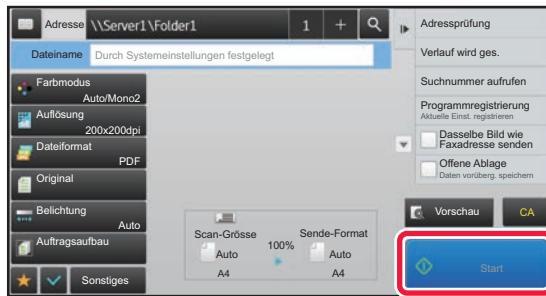 Adresse \\Server1\Folder1 1 +
Dateiname Durch Systemeinstellungen festgelegt
Farbmodus
Auto/Mono2
Auflösung
200x200dpi
Dateiformat
PDF
Original
Belichtung
Auto
Auftragsaufbau
Sonstiges
Scan-Grösse
Auto
A4
100%
Sende-Format
Auto
A4
Adressprüfung
Verlauf wird ges.
Suchnummer aufrufen
Programmregistrierung
Aktuelle Einst. registrieren
Dasselbe Bild wie
Faxadresse senden
Offene Ablage
Daten vorüberg. speichern
Vorschau
CA
Start